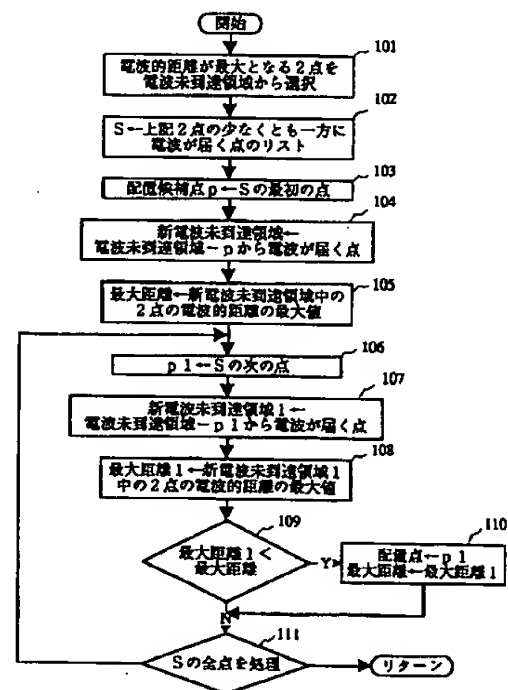 開始
101
電波的距離が最大となる2点を
電波未到達領域から選択
102
S←上記2点の少なくとも一方に
電波が届く点のリスト
103
配置候補点p←Sの最初の点
104
新電波未到達領域←
電波未到達領域−pから電波が届く点
105
最大距離←新電波未到達領域中の
2点の電波的距離の最大値
106
p1←Sの次の点
107
新電波未到達領域1←
電波未到達領域−p1から電波が届く点
108
最大距離1←新電波未到達領域1
中の2点の電波的距離の最大値
109
最大距離1<
最大距離
Y
110
配置点←p1
最大距離←最大距離1
N
111
Sの全点を処理
リターン